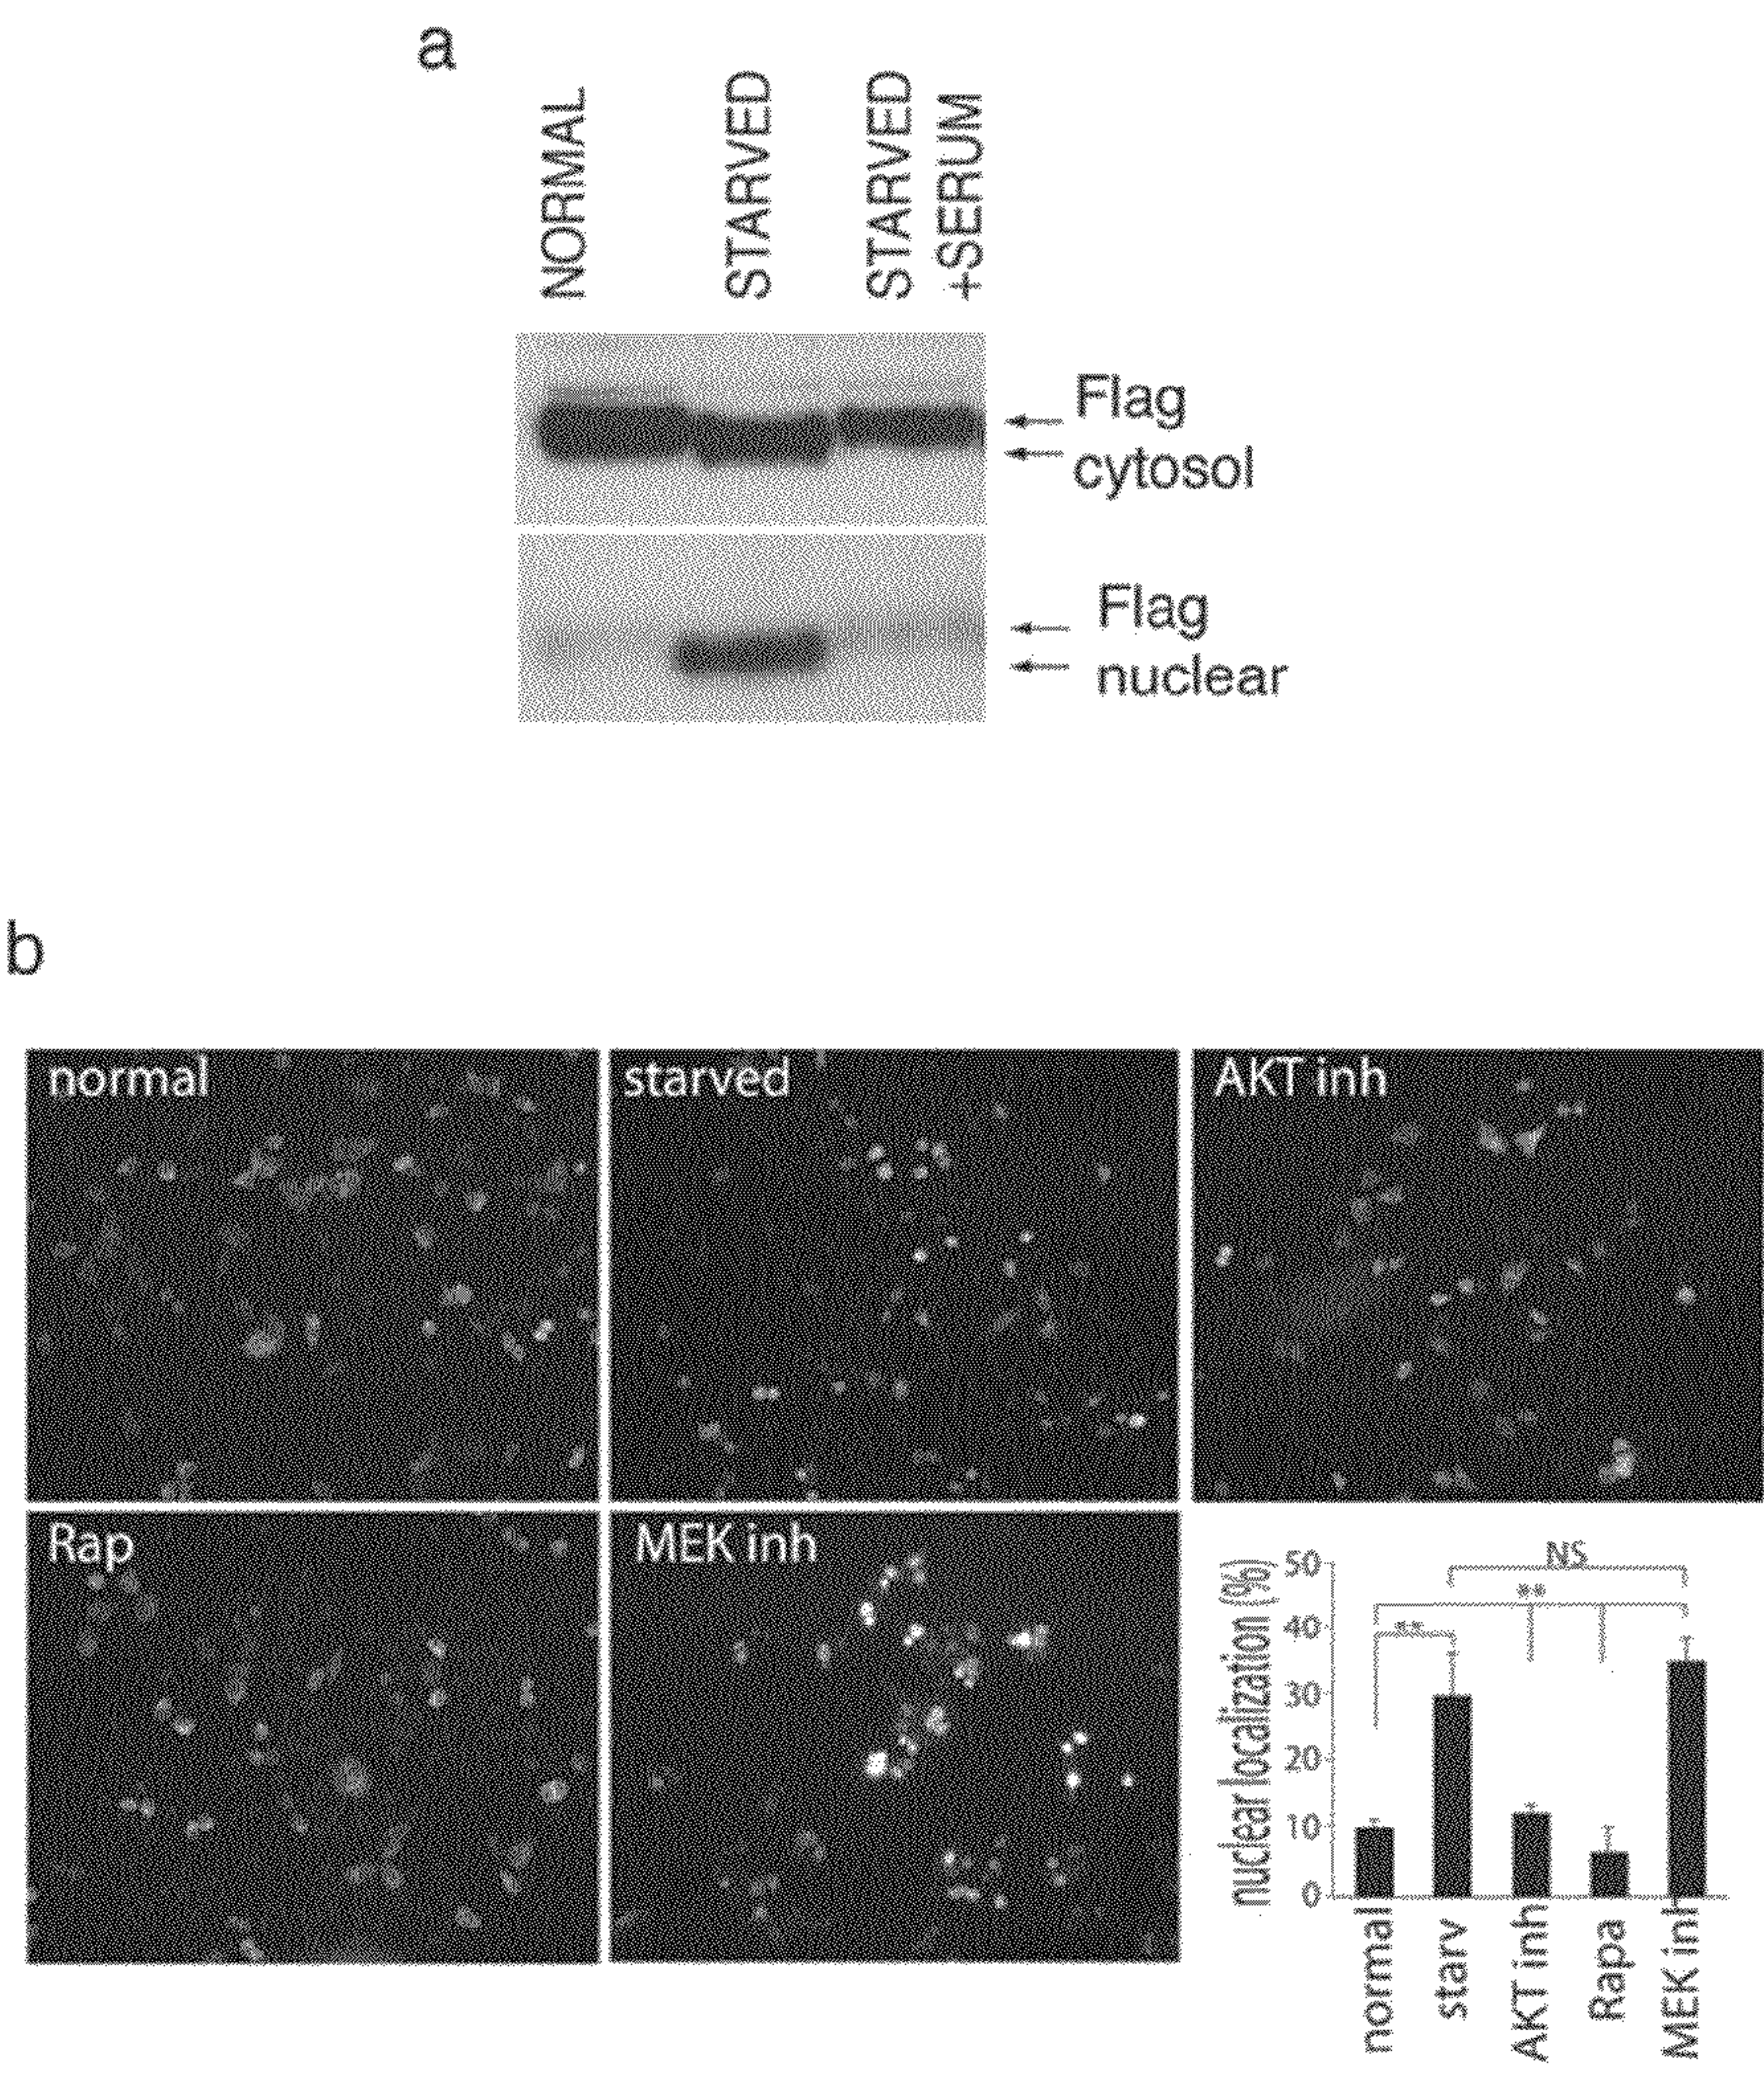 a
NORMAL
STARVED
STARVED
+SERUM
Flag
cytosol
Flag
nuclear
b
normal
starved
AKT inh
Rap
MEK inh
nuclear localization (%)
50
40
30
20
10
0
NS
**
**
normal
starv
AKT inh
Rapa
MEK inh